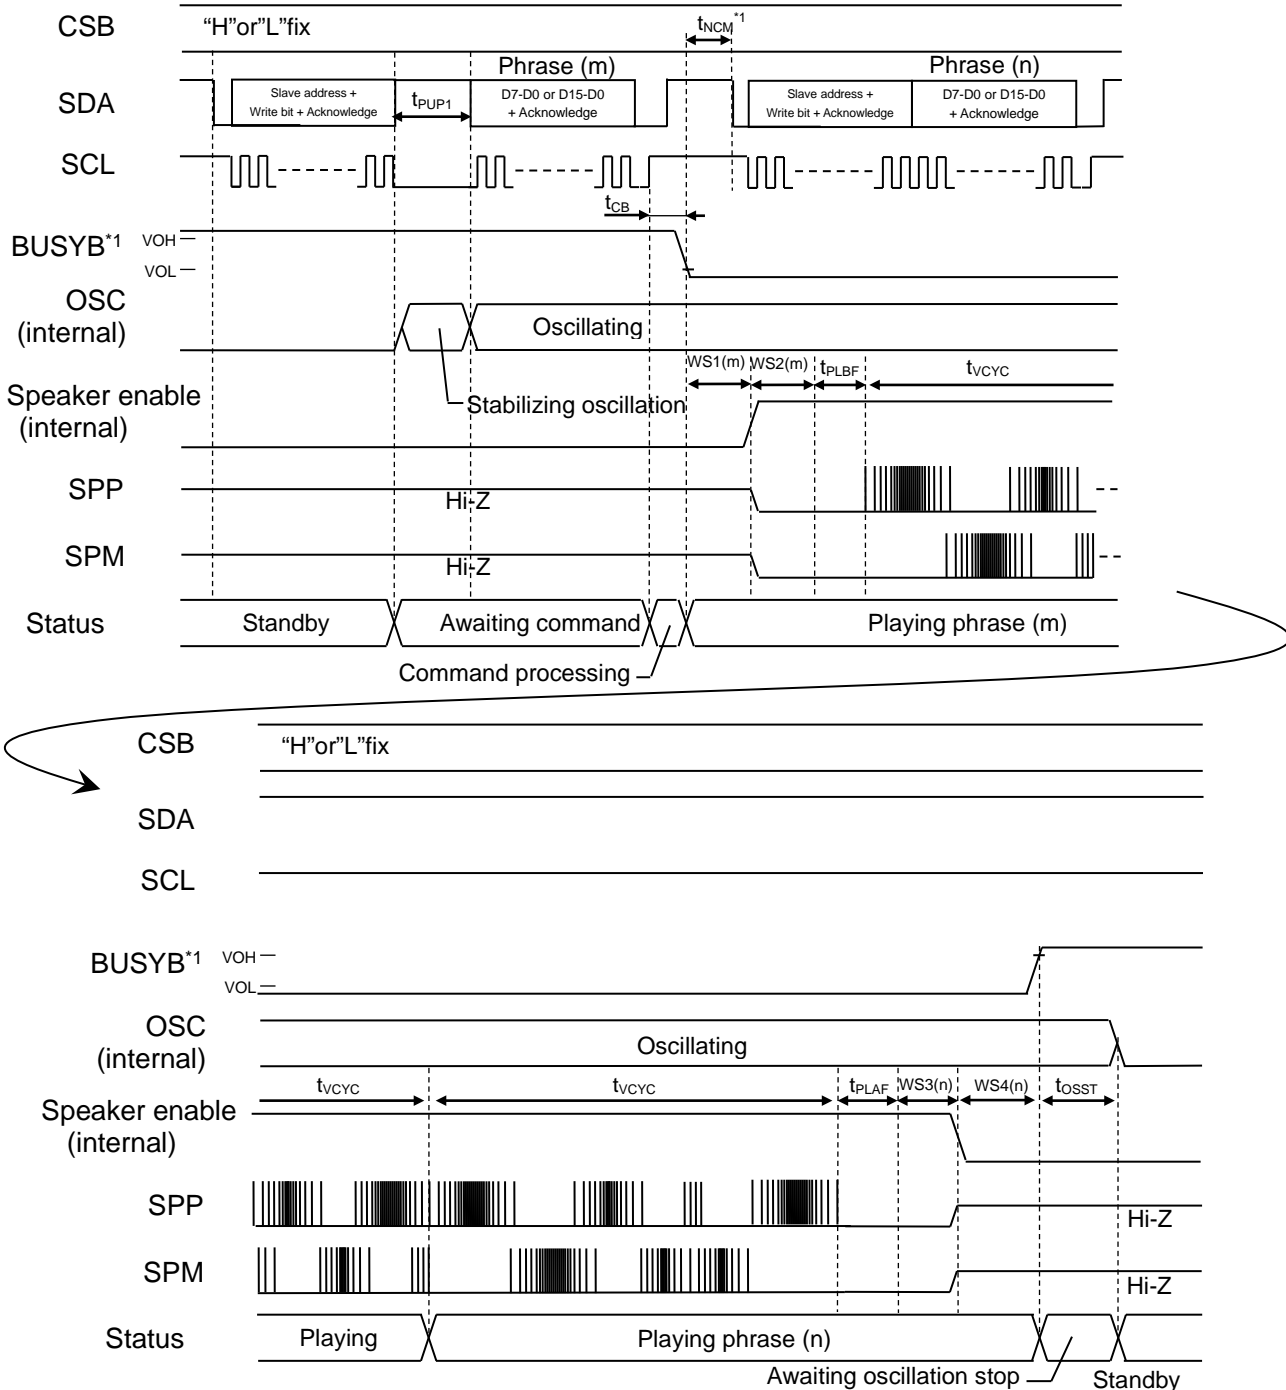 CSB
“H”or”L”fix
tNCM*1
Phrase (m)
Phrase (n)
SDA
Slave address +
Write bit + Acknowledge
tPUP1
D7-D0 or D15-D0
+ Acknowledge
Slave address +
Write bit + Acknowledge
D7-D0 or D15-D0
+ Acknowledge
SCL
tCB
BUSYB*1
VOH
VOL
OSC
(internal)
Oscillating
WS1(m)
WS2(m)
tPLBF
tVCYC
Speaker enable
(internal)
Stabilizing oscillation
SPP
Hi-Z
SPM
Hi-Z
Status
Standby
Awaiting command
Playing phrase (m)
Command processing
CSB
“H”or”L”fix
SDA
SCL
BUSYB*1
VOH
VOL
OSC
(internal)
Oscillating
tVCYC
tVCYC
tPLAF
WS3(n)
WS4(n)
tOSST
Speaker enable
(internal)
SPP
Hi-Z
SPM
Hi-Z
Status
Playing
Playing phrase (n)
Awaiting oscillation stop
Standby